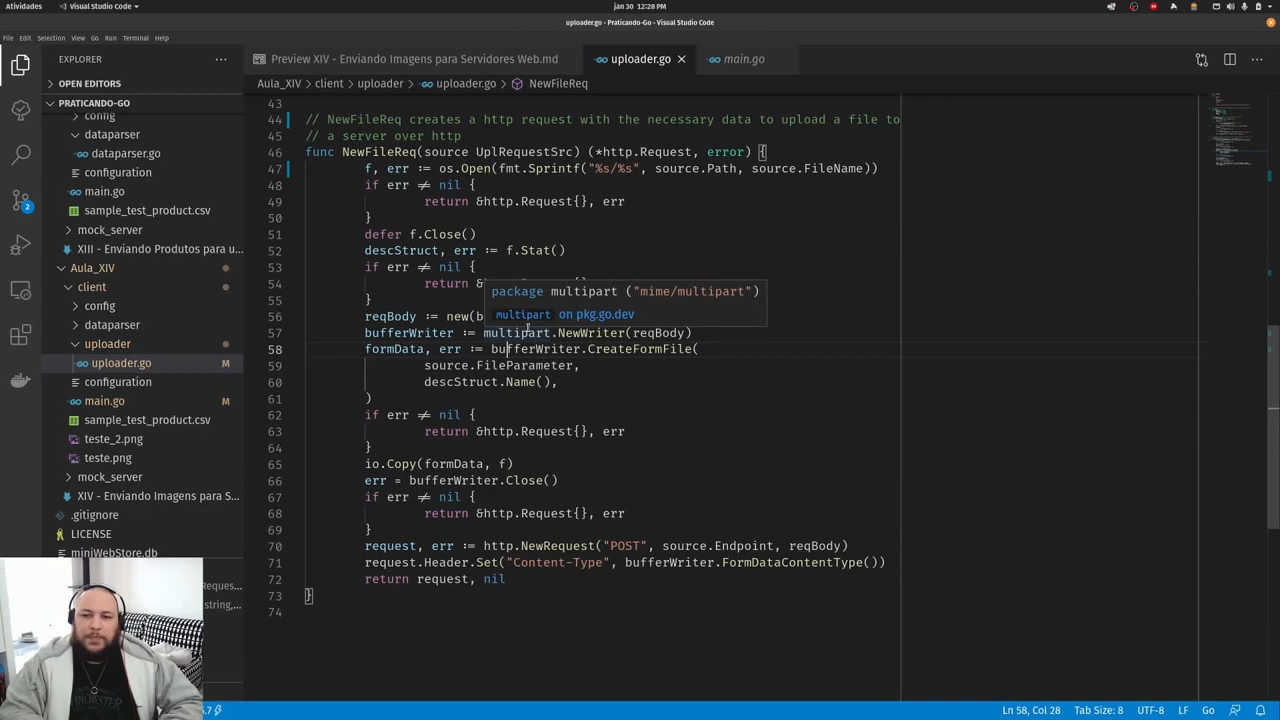 Atividades
Visual Studio Code
jan 30 12:28 PM
uploader.go - Praticando-Go - Visual Studio Code
File Edit Selection View Go Run Terminal Help
EXPLORER
Preview XIV - Enviando Imagens para Servidores Web.md
uploader.go
main.go
OPEN EDITORS
Aula_XIV > client > uploader > uploader.go > NewFileReq
PRATICANDO-GO
config
dataparser
dataparser.go
configuration
main.go
sample_test_product.csv
mock_server
XIII - Enviando Produtos para u...
Aula_XIV
client
config
dataparser
uploader
uploader.go M
configuration
main.go M
sample_test_product.csv
teste_2.png
teste.png
mock_server
XIV - Enviando Imagens para S...
.gitignore
LICENSE
miniWebStore.db
2
43
44 // NewFileReq creates a http request with the necessary data to upload a file to
45 // a server over http
46 func NewFileReq(source UplRequestSrc) (*http.Request, error) {
47 f, err := os.Open(fmt.Sprintf("%s/%s", source.Path, source.FileName))
48 if err ≠ nil {
49 return &http.Request{}, err
50 }
51 defer f.Close()
52 descStruct, err := f.Stat()
53 if err ≠ nil {
54 return &
55 }
56 reqBody := new(b
package multipart ("mime/multipart")
multipart on pkg.go.dev
57 bufferWriter := multipart.NewWriter(reqBody)
58 formData, err := bufferWriter.CreateFormFile(
59 source.FileParameter,
60 descStruct.Name(),
61 )
62 if err ≠ nil {
63 return &http.Request{}, err
64 }
65 io.Copy(formData, f)
66 err = bufferWriter.Close()
67 if err ≠ nil {
68 return &http.Request{}, err
69 }
70 request, err := http.NewRequest("POST", source.Endpoint, reqBody)
71 request.Header.Set("Content-Type", bufferWriter.FormDataContentType())
72 return request, nil
73 }
74
Reques...
string,...
WINCHESTER
.7
Ln 58, Col 28
Tab Size: 8
UTF-8
LF
Go